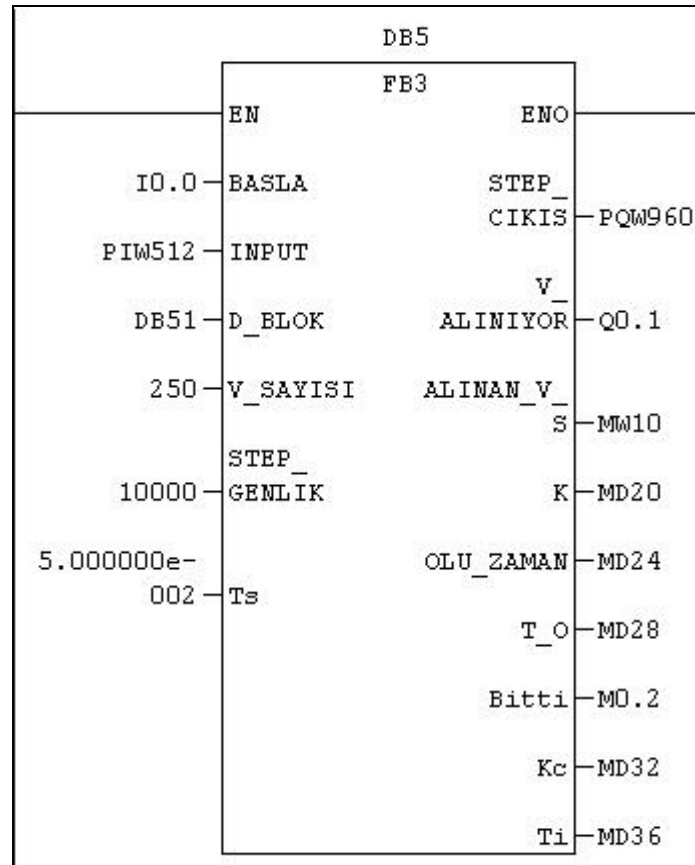 DB5
FB3
EN ENO
I0.0 BASLA STEP_
CIKIS PQW960
PIW512 INPUT
V_
DB51 D_BLOK ALINIYOR Q0.1
250 V_SAYISI ALINAN_V_
S MW10
STEP_
10000 GENLIK K MD20
5.000000e- OLU_ZAMAN MD24
002 Ts
T_O MD28
Bitti M0.2
Kc MD32
Ti MD36